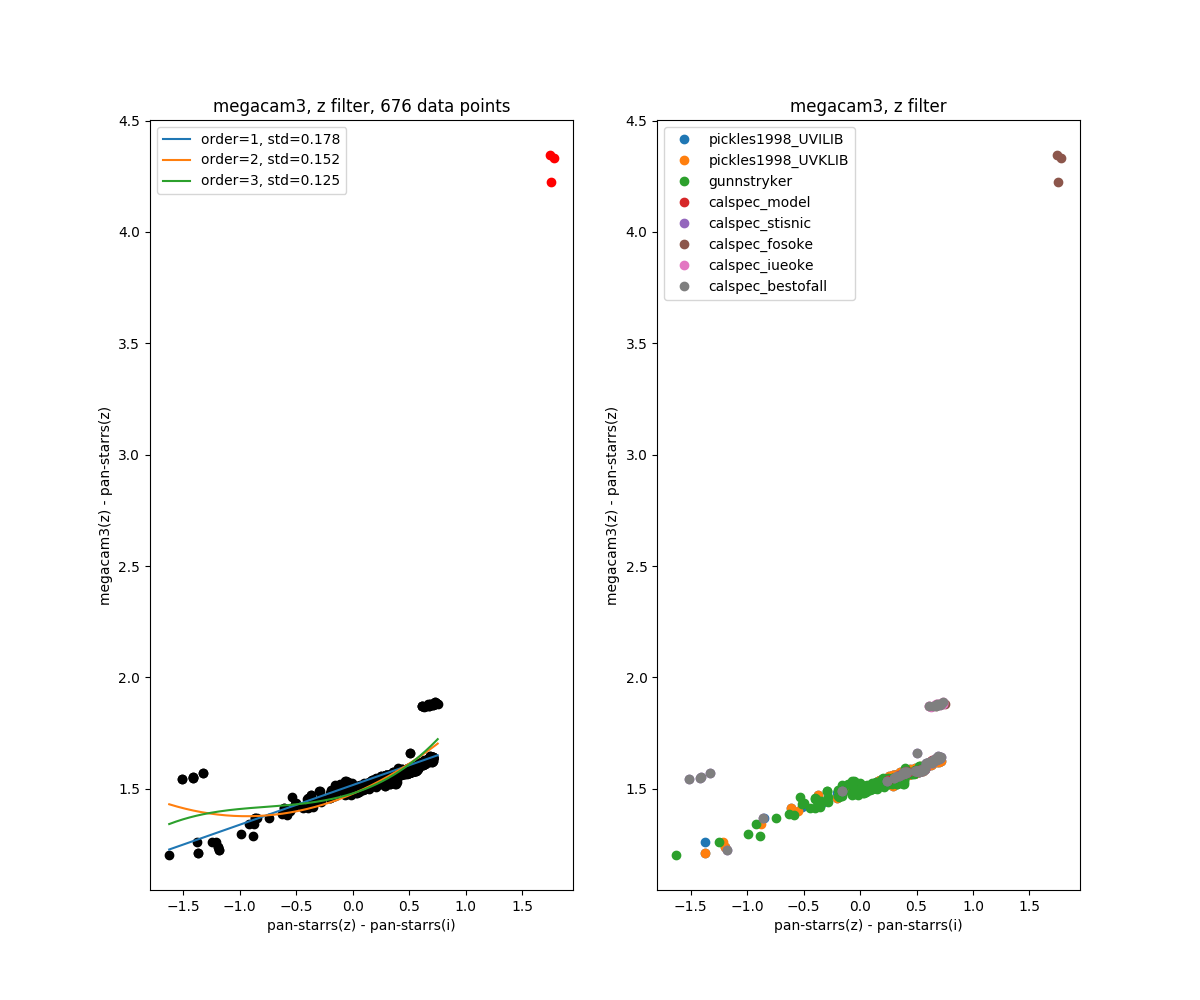 megacam3, z filter, 676 data points
order=1, std=0.178
order=2, std=0.152
order=3, std=0.125
4.5
4.0
3.5
3.0
2.5
2.0
1.5
megacam3(z) - pan-starrs(z)
−1.5 −1.0 −0.5 0.0 0.5 1.0 1.5
pan-starrs(z) - pan-starrs(i)
megacam3, z filter
pickles1998_UVILIB
pickles1998_UVKLIB
gunnstryker
calspec_model
calspec_stisnic
calspec_fosoke
calspec_iueoke
calspec_bestofall
4.5
4.0
3.5
3.0
2.5
2.0
1.5
megacam3(z) - pan-starrs(z)
−1.5 −1.0 −0.5 0.0 0.5 1.0 1.5
pan-starrs(z) - pan-starrs(i)